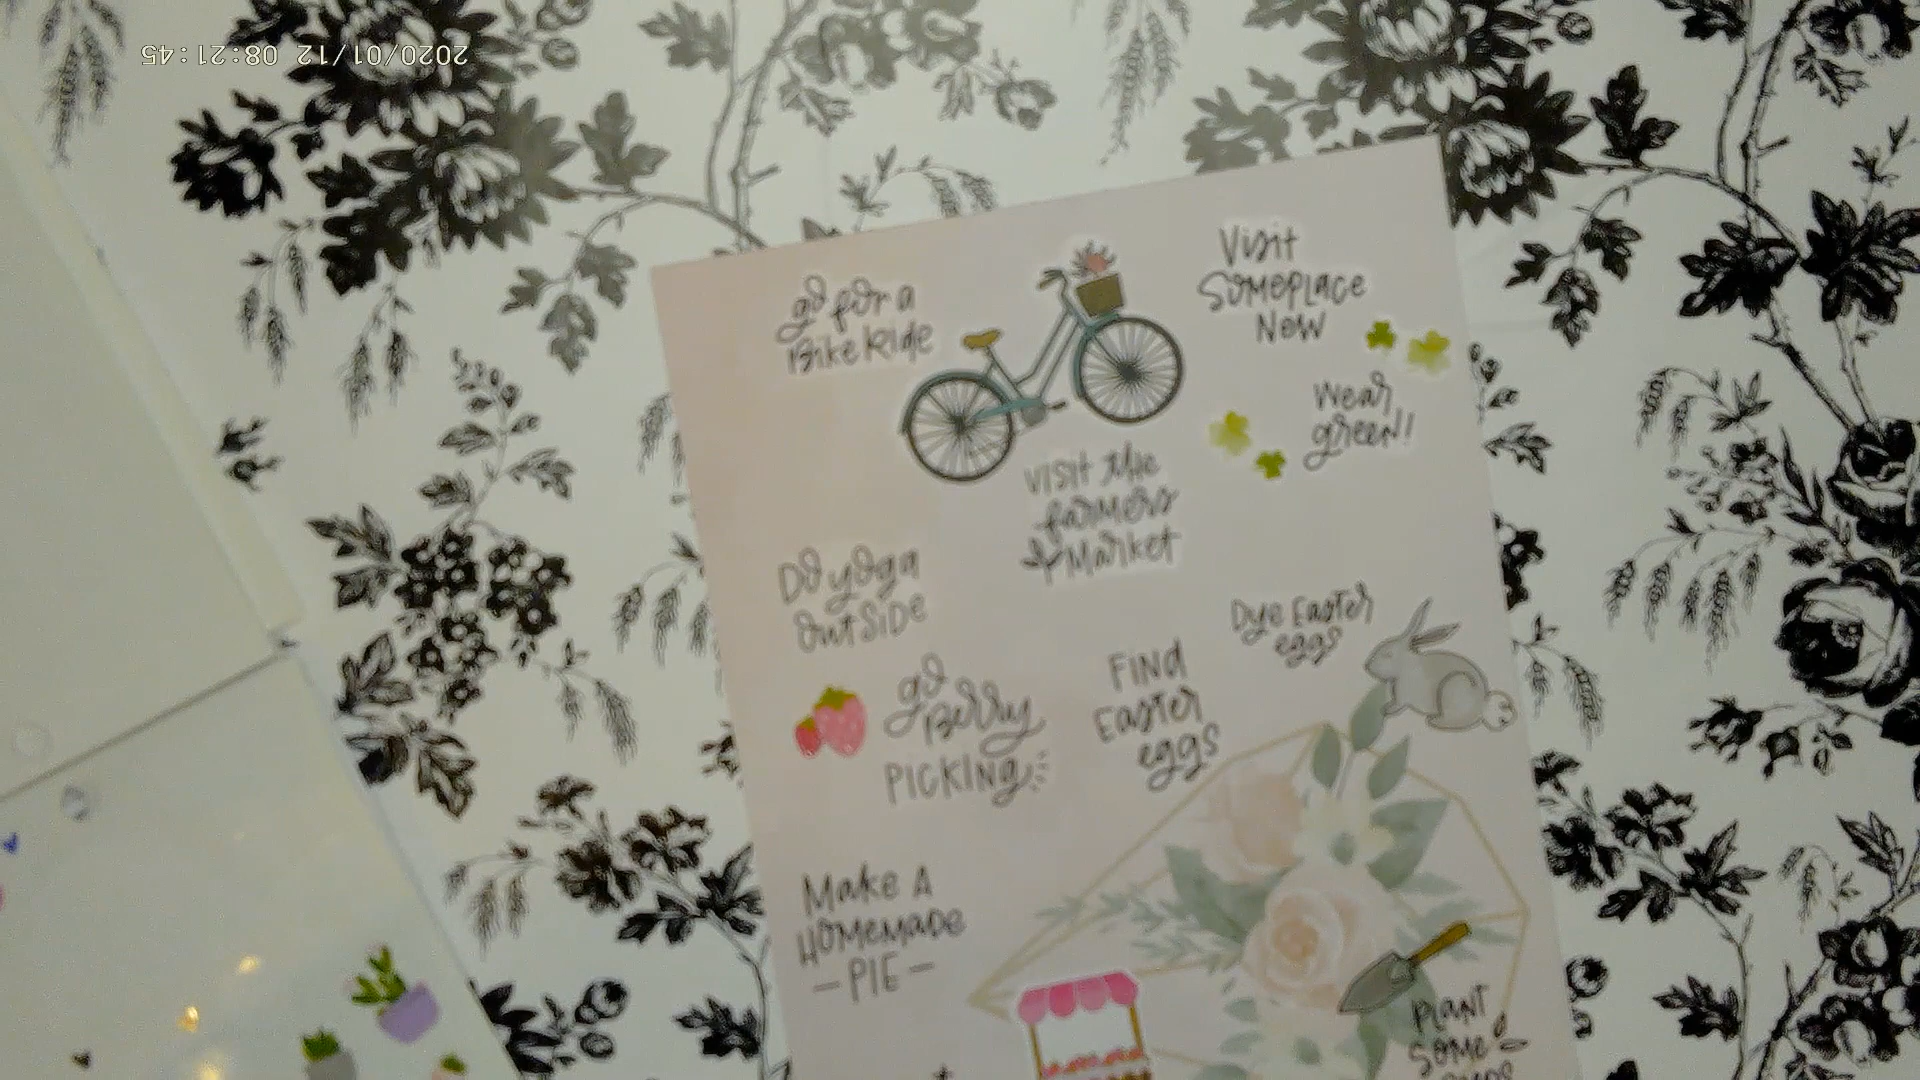 2020/01/12 08:21:45
go for a
Bike Ride
Visit
Someplace
New
Wear
green!
Visit the
farmers
Market
Do yoga
outside
Dye Easter
eggs
Find
Easter
eggs
go
Berry
Picking
Make A
Homemade
- Pie -
Plant
Some